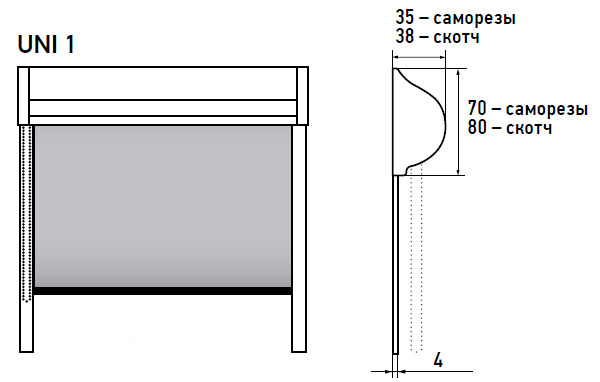 UNI 1
35 – саморезы
38 – скотч
70 – саморезы
80 – скотч
4